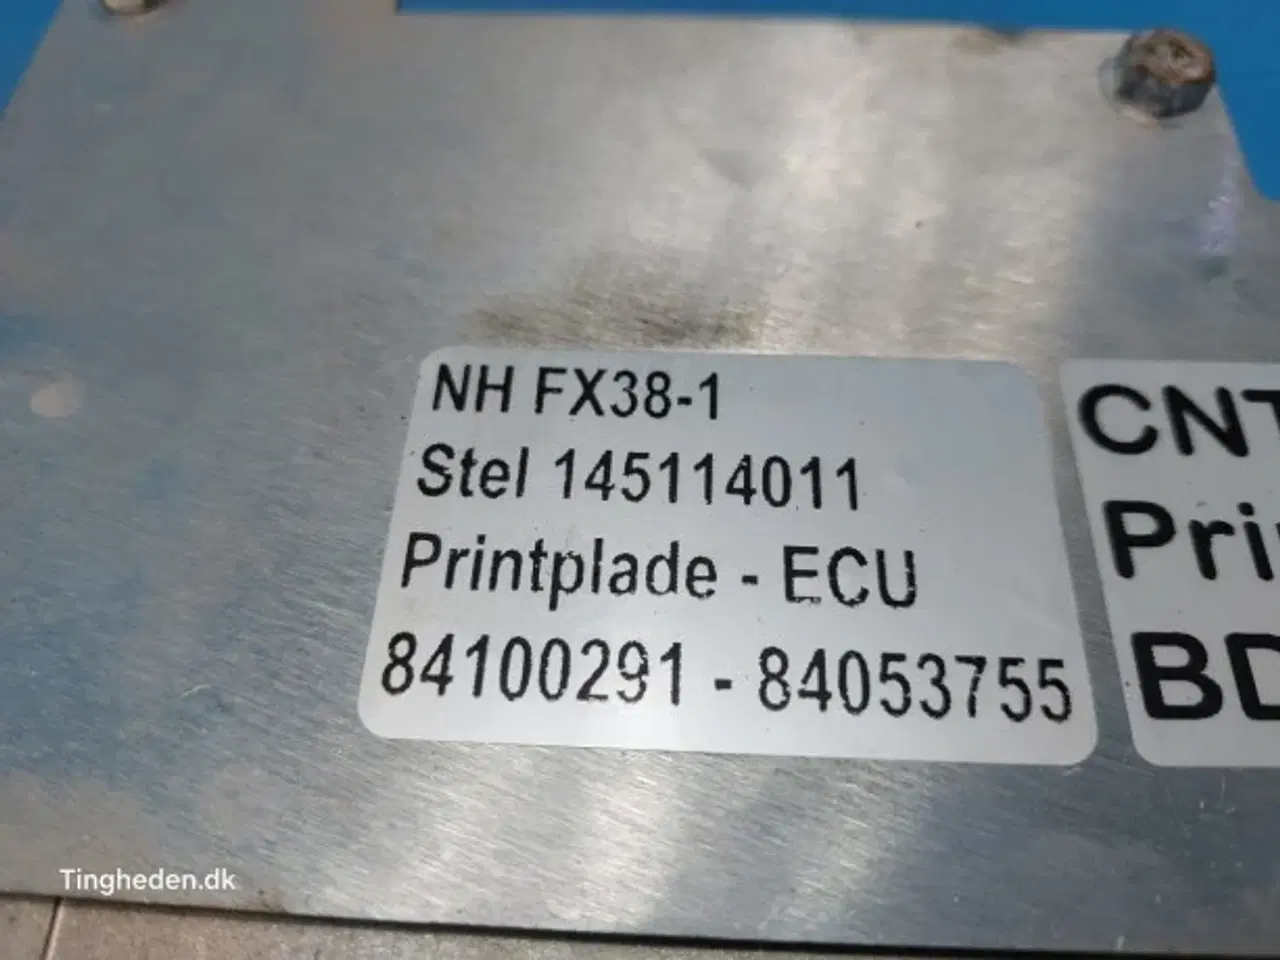 NH FX38-1
Stel 145114011
Printplade - ECU
84100291 - 84053755
CNT
Pri
BD
Tingheden.dk